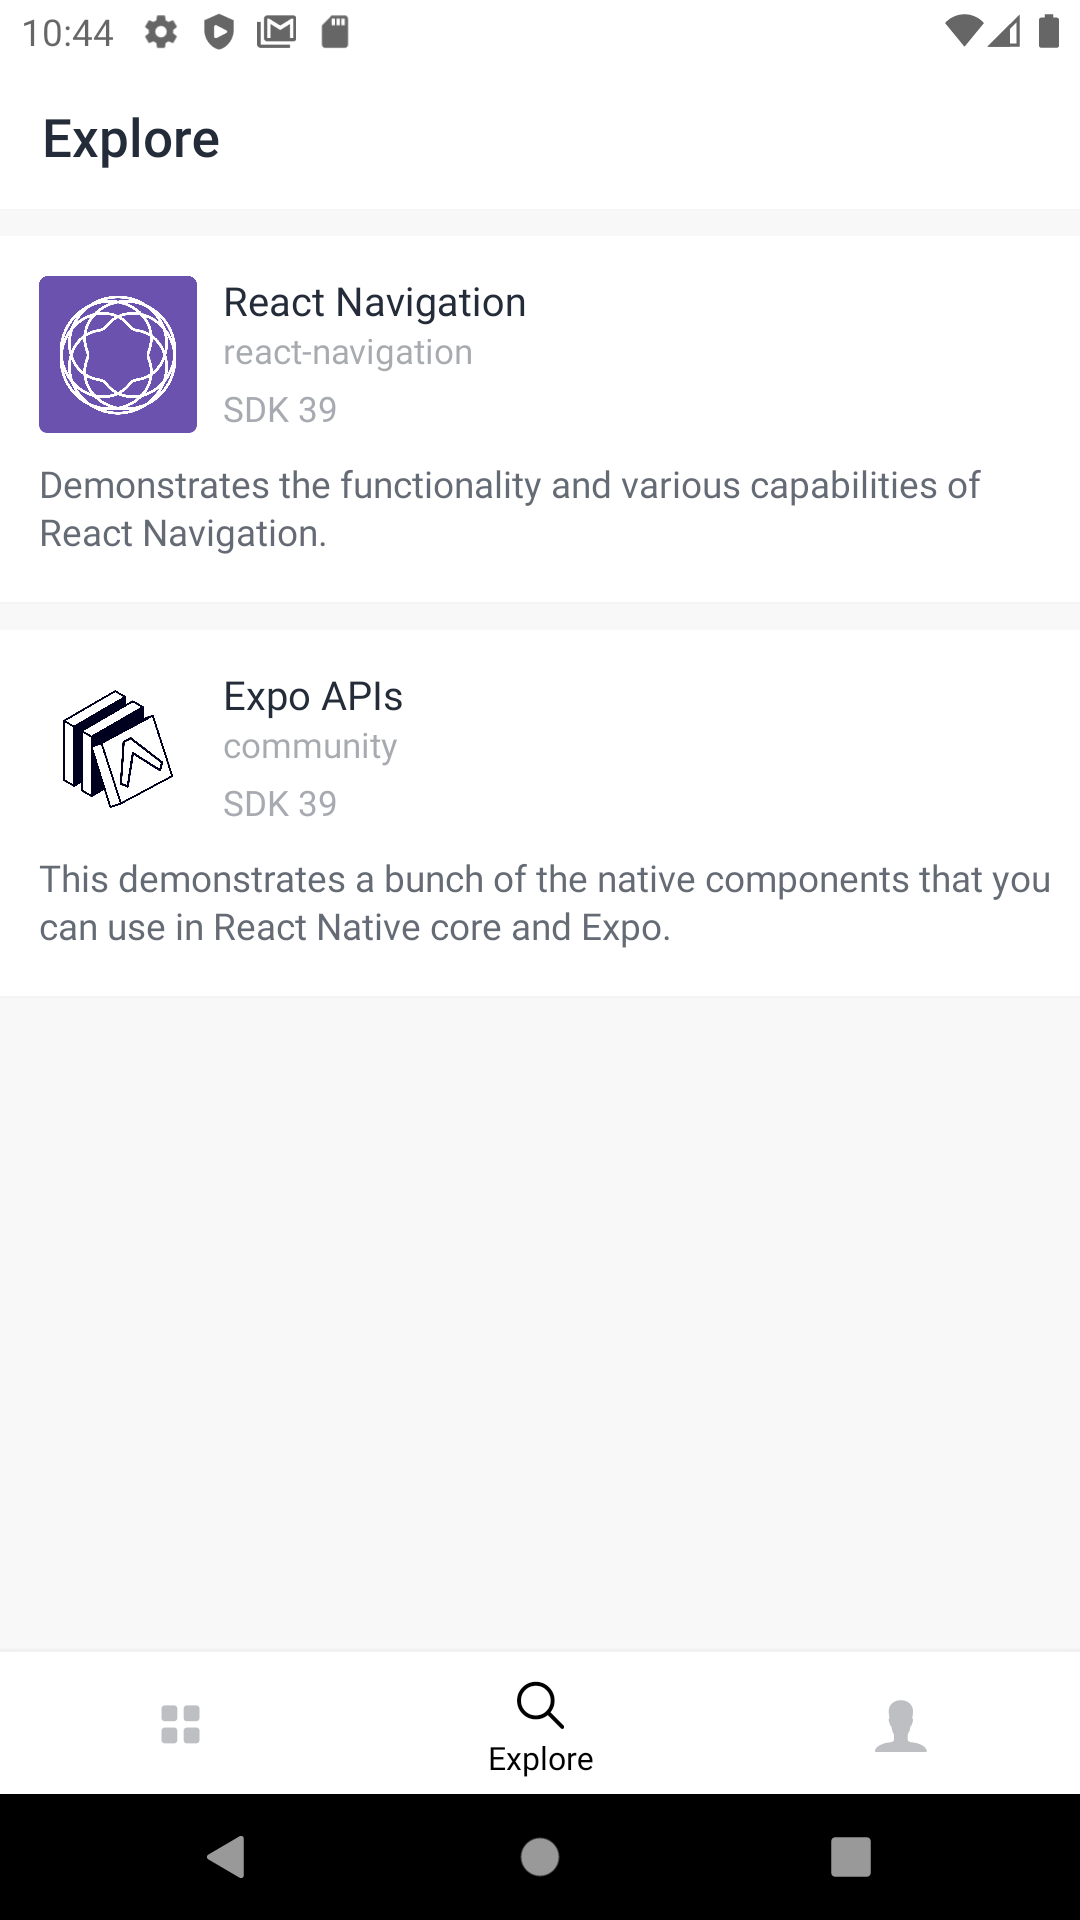 10:44
Explore
React Navigation
react-navigation
SDK 39
Demonstrates the functionality and various capabilities of
React Navigation.
Expo APIs
community
SDK 39
This demonstrates a bunch of the native components that you
can use in React Native core and Expo.
Explore